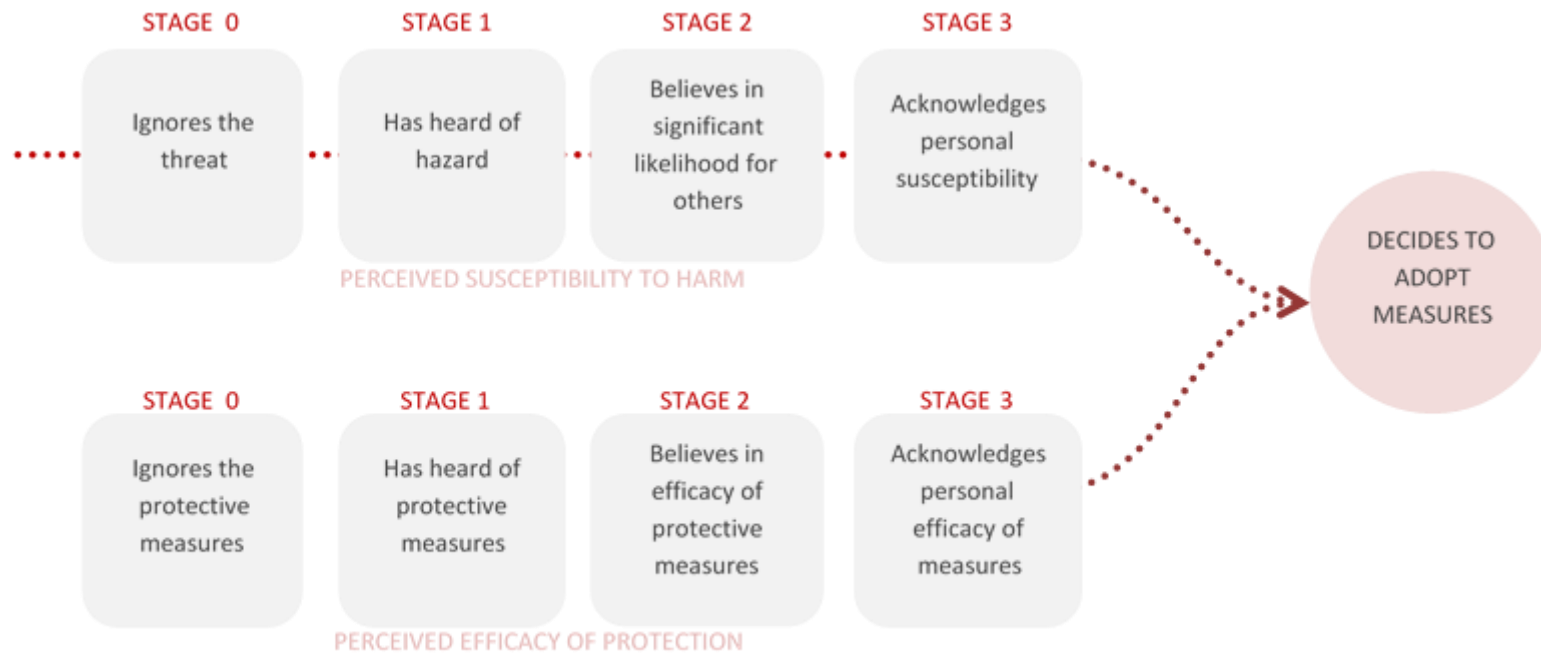 STAGE 0
STAGE 1
STAGE 2
STAGE 3
Ignores the
threat
Has heard of
hazard
Believes in
significant
likelihood for
others
Acknowledges
personal
susceptibility
PERCEIVED SUSCEPTIBILITY TO HARM
DECIDES TO
ADOPT
MEASURES
STAGE 0
STAGE 1
STAGE 2
STAGE 3
Ignores the
protective
measures
Has heard of
protective
measures
Believes in
efficacy of
protective
measures
Acknowledges
personal
efficacy of
measures
PERCEIVED EFFICACY OF PROTECTION